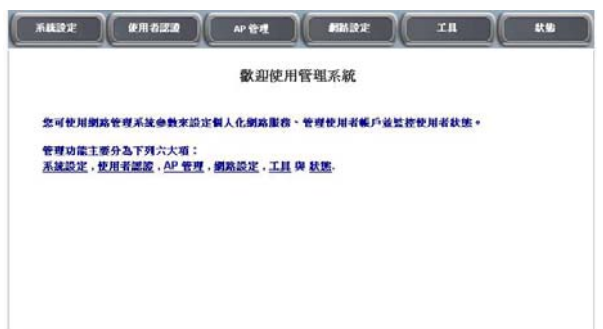 系統設定 使用者認證 AP 管理 網路設定 工具 狀態
歡迎使用管理系統
您可使用網路管理系統參數來設定個人化網路服務、管理使用者帳戶並監控使用者狀態。
管理功能主要分為下列六大項：
系統設定 , 使用者認證 , AP 管理 , 網路設定 , 工具 與 狀態.